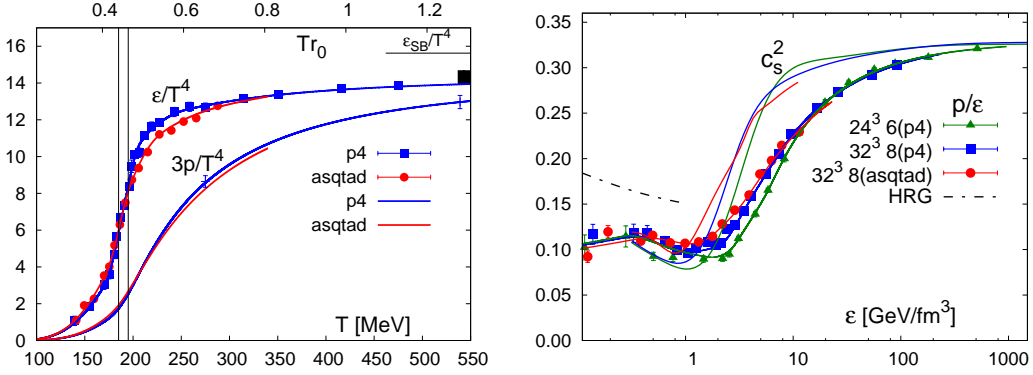 0.4 0.6 0.8 1 1.2
16
14
12
10
8
6
4
2
0
Tr₀
ε_SB/T⁴
ε/T⁴
3p/T⁴
p4
asqtad
p4
asqtad
T [MeV]
100 150 200 250 300 350 400 450 500 550
0.35
0.30
0.25
0.20
0.15
0.10
0.05
0.00
c_s²
p/ε
24³ 6(p4)
32³ 8(p4)
32³ 8(asqtad)
HRG
ε [GeV/fm³]
1 10 100 1000